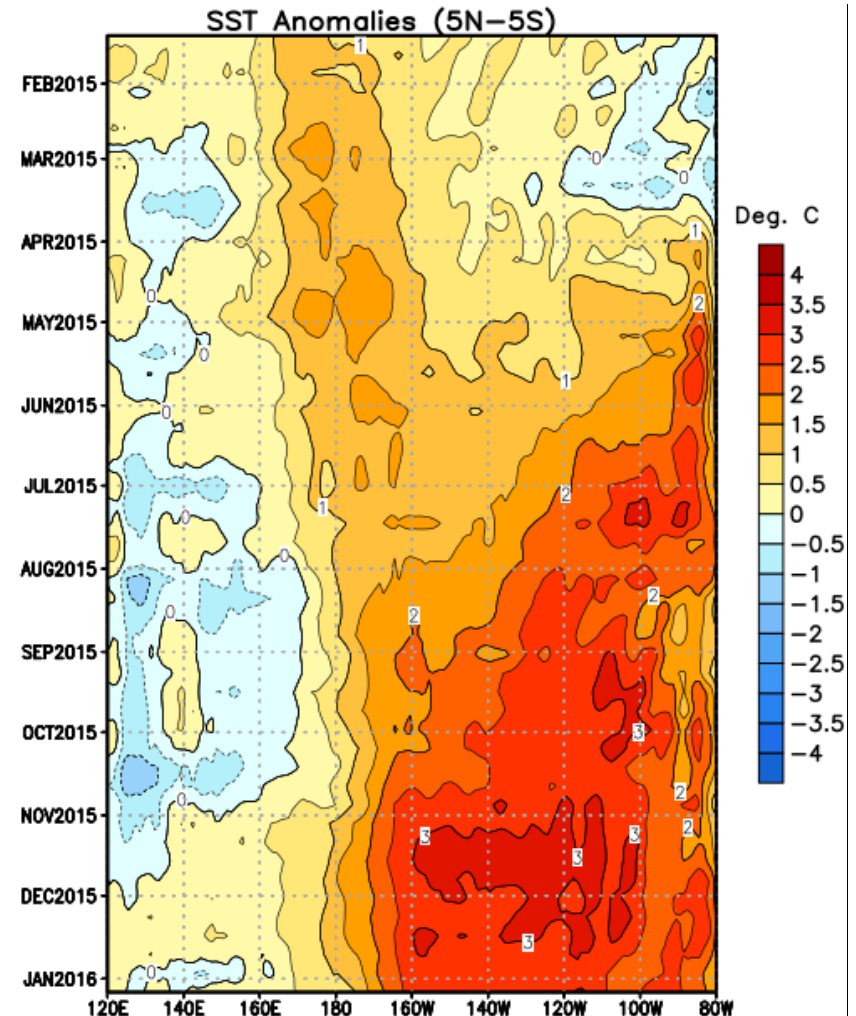 SST Anomalies (5N−5S)
1
FEB2015
0
MAR2015
0
Deg. C
1
APR2015
4
0
2
3.5
MAY2015
3
0
2.5
1
2
JUN2015
0
1.5
1
JUL2015
2
0.5
1
0
0
−0.5
0
AUG2015
−1
2
0
2
−1.5
−2
SEP2015
−2.5
−3
OCT2015
3
−3.5
−4
2
0
NOV2015
2
3
3
3
DEC2015
3
0
JAN2016
120E 140E 160E 180 160W 140W 120W 100W 80W